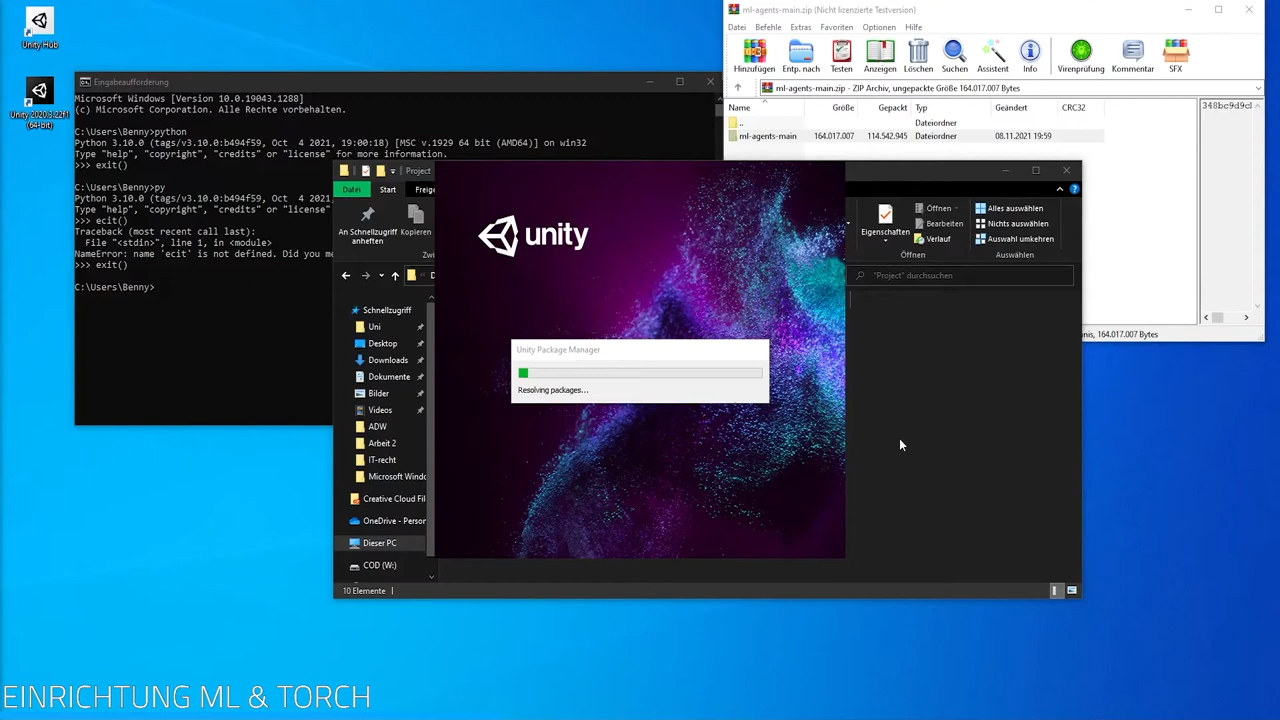 Unity Hub
Unity 2020.3.22f1
(64-bit)
Eingabeaufforderung
Microsoft Windows [Version 10.0.19043.1288]
(c) Microsoft Corporation. Alle Rechte vorbehalten.
C:\Users\Benny>python
Python 3.10.0 (tags/v3.10.0:b494f59, Oct  4 2021, 19:00:18) [MSC v.1929 64 bit (AMD64)] on win32
Type "help", "copyright", "credits" or "license" for more information.
>>> exit()
C:\Users\Benny>py
Python 3.10.0 (tags/v3.10.0:b494f59, Oct  4 202
Type "help", "copyright", "credits" or "license"
>>> ecit()
Traceback (most recent call last):
  File "<stdin>", line 1, in <module>
NameError: name 'ecit' is not defined. Did you me
>>> exit()
C:\Users\Benny>
ml-agents-main.zip (Nicht lizenzierte Testversion)
Datei Befehle Extras Favoriten Optionen Hilfe
Hinzufügen Entp. nach Testen Anzeigen Löschen Suchen Assistent Info Virenprüfung Kommentar SFX
ml-agents-main.zip - ZIP Archiv, ungepackte Größe 164.017.007 Bytes
Name Größe Gepackt Typ Geändert CRC32
.. Dateiordner
ml-agents-main 164.017.007 114.542.945 Dateiordner 08.11.2021 19:59
348bc9d9cl
onis, 164.017.007 Bytes
Project
Datei Start Freige
An Schnellzugriff
anheften
Kopieren
Zwi
Eigenschaften
Öffnen
Bearbeiten
Verlauf
Öffnen
Alles auswählen
Nichts auswählen
Auswahl umkehren
Auswählen
"Project" durchsuchen
Schnellzugriff
Uni
Desktop
Downloads
Dokumente
Bilder
Videos
ADW
Arbeit 2
IT-recht
Microsoft Windo
Creative Cloud Fil
OneDrive - Person
Dieser PC
COD (W:)
10 Elemente
unity
Unity Package Manager
Resolving packages...
EINRICHTUNG ML & TORCH